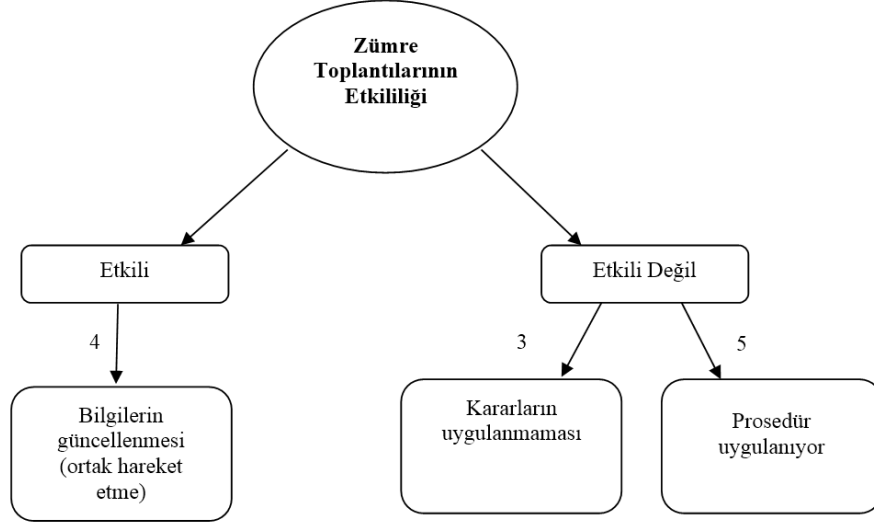 Zümre
Toplantılarının
Etkililiği
Etkili
Etkili Değil
4
3
5
Bilgilerin
güncellenmesi
(ortak hareket
etme)
Kararların
uygulanmaması
Prosedür
uygulanıyor